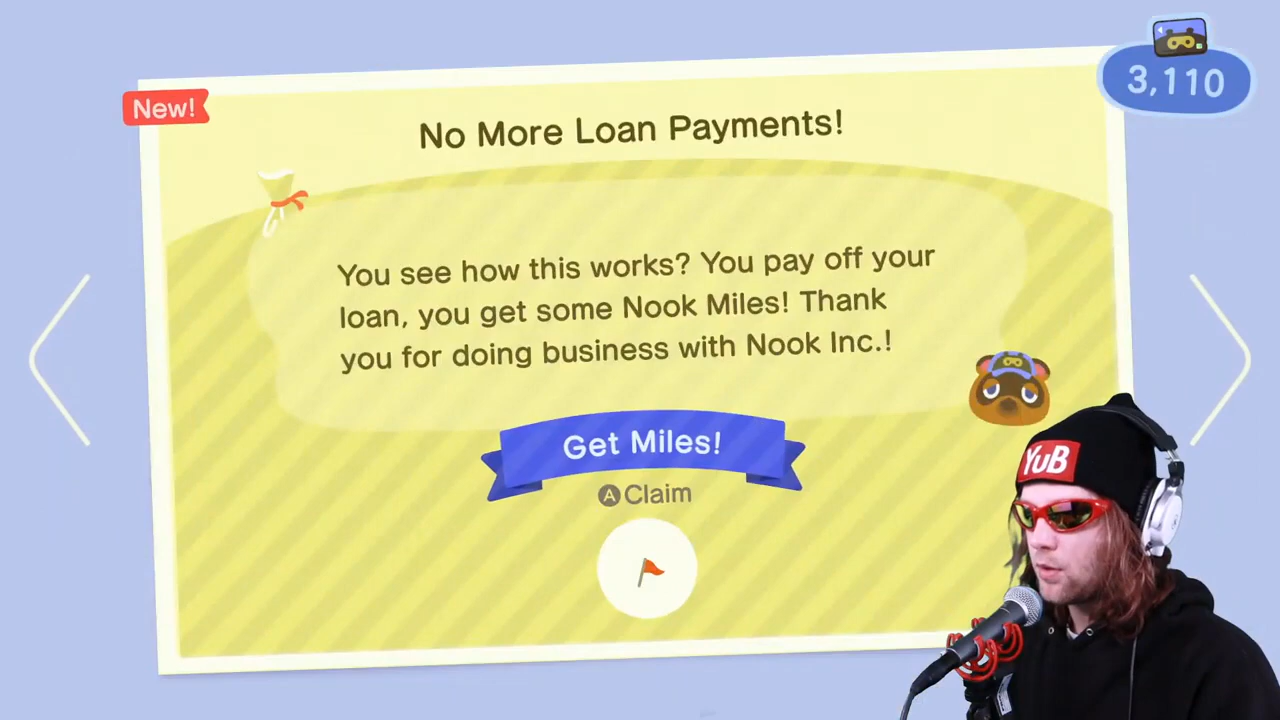 3,110
New!
No More Loan Payments!
You see how this works? You pay off your
loan, you get some Nook Miles! Thank
you for doing business with Nook Inc.!
Get Miles!
A Claim
YuB